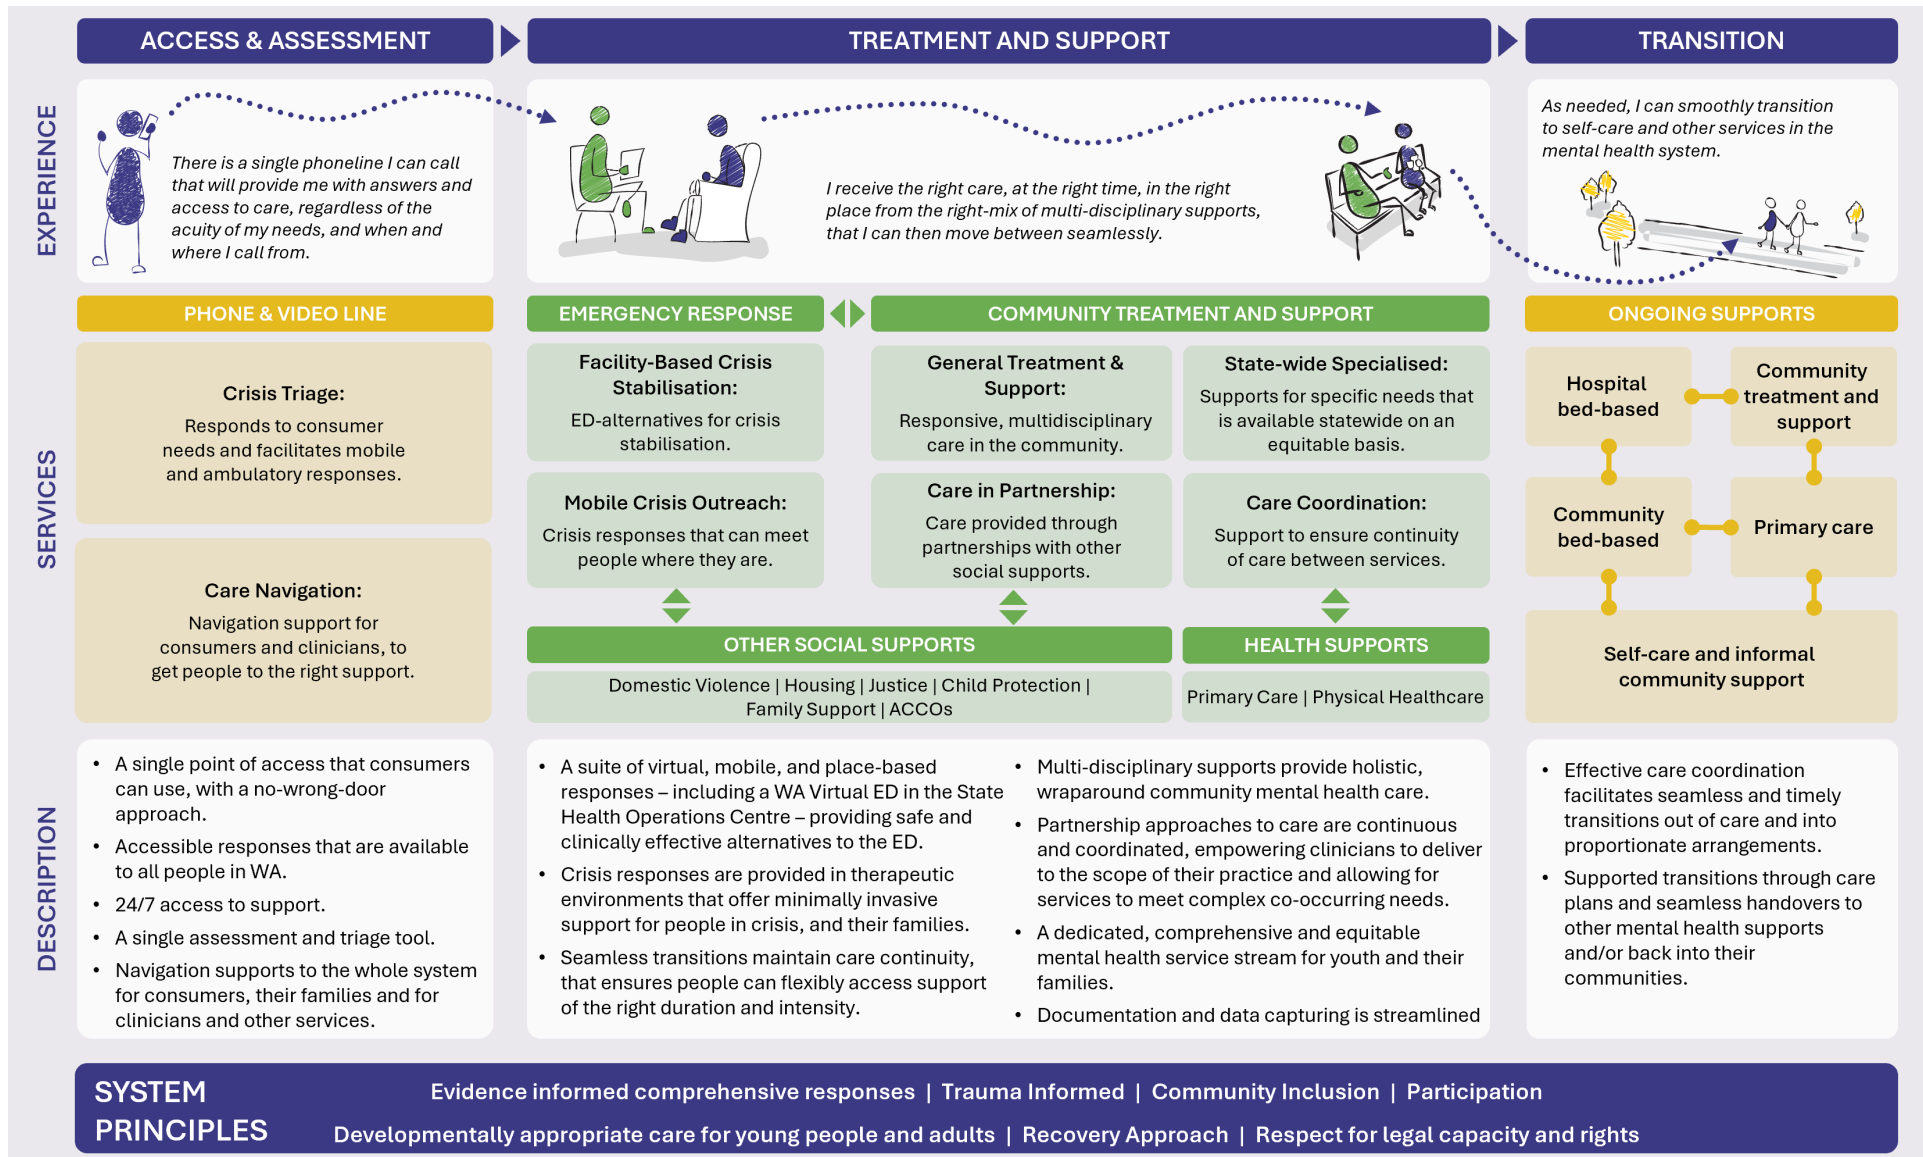 ACCESS & ASSESSMENT
TREATMENT AND SUPPORT
TRANSITION
EXPERIENCE
There is a single phoneline I can call
that will provide me with answers and
access to care, regardless of the
acuity of my needs, and when and
where I call from.
I receive the right care, at the right time, in the right
place from the right-mix of multi-disciplinary supports,
that I can then move between seamlessly.
As needed, I can smoothly transition
to self-care and other services in the
mental health system.
SERVICES
PHONE & VIDEO LINE
Crisis Triage:
Responds to consumer
needs and facilitates mobile
and ambulatory responses.
Care Navigation:
Navigation support for
consumers and clinicians, to
get people to the right support.
EMERGENCY RESPONSE
Facility-Based Crisis
Stabilisation:
ED-alternatives for crisis
stabilisation.
Mobile Crisis Outreach:
Crisis responses that can meet
people where they are.
COMMUNITY TREATMENT AND SUPPORT
General Treatment &
Support:
Responsive, multidisciplinary
care in the community.
State-wide Specialised:
Supports for specific needs that
is available statewide on an
equitable basis.
Care in Partnership:
Care provided through
partnerships with other
social supports.
Care Coordination:
Support to ensure continuity
of care between services.
OTHER SOCIAL SUPPORTS
Domestic Violence | Housing | Justice | Child Protection |
Family Support | ACCOs
HEALTH SUPPORTS
Primary Care | Physical Healthcare
ONGOING SUPPORTS
Hospital
bed-based
Community
treatment and
support
Community
bed-based
Primary care
Self-care and informal
community support
DESCRIPTION
• A single point of access that consumers
can use, with a no-wrong-door
approach.
• Accessible responses that are available
to all people in WA.
• 24/7 access to support.
• A single assessment and triage tool.
• Navigation supports to the whole system
for consumers, their families and for
clinicians and other services.
• A suite of virtual, mobile, and place-based
responses – including a WA Virtual ED in the State
Health Operations Centre – providing safe and
clinically effective alternatives to the ED.
• Crisis responses are provided in therapeutic
environments that offer minimally invasive
support for people in crisis, and their families.
• Seamless transitions maintain care continuity,
that ensures people can flexibly access support
of the right duration and intensity.
• Multi-disciplinary supports provide holistic,
wraparound community mental health care.
• Partnership approaches to care are continuous
and coordinated, empowering clinicians to deliver
to the scope of their practice and allowing for
services to meet complex co-occurring needs.
• A dedicated, comprehensive and equitable
mental health service stream for youth and their
families.
• Documentation and data capturing is streamlined
• Effective care coordination
facilitates seamless and timely
transitions out of care and into
proportionate arrangements.
• Supported transitions through care
plans and seamless handovers to
other mental health supports
and/or back into their
communities.
SYSTEM
PRINCIPLES
Evidence informed comprehensive responses | Trauma Informed | Community Inclusion | Participation
Developmentally appropriate care for young people and adults | Recovery Approach | Respect for legal capacity and rights